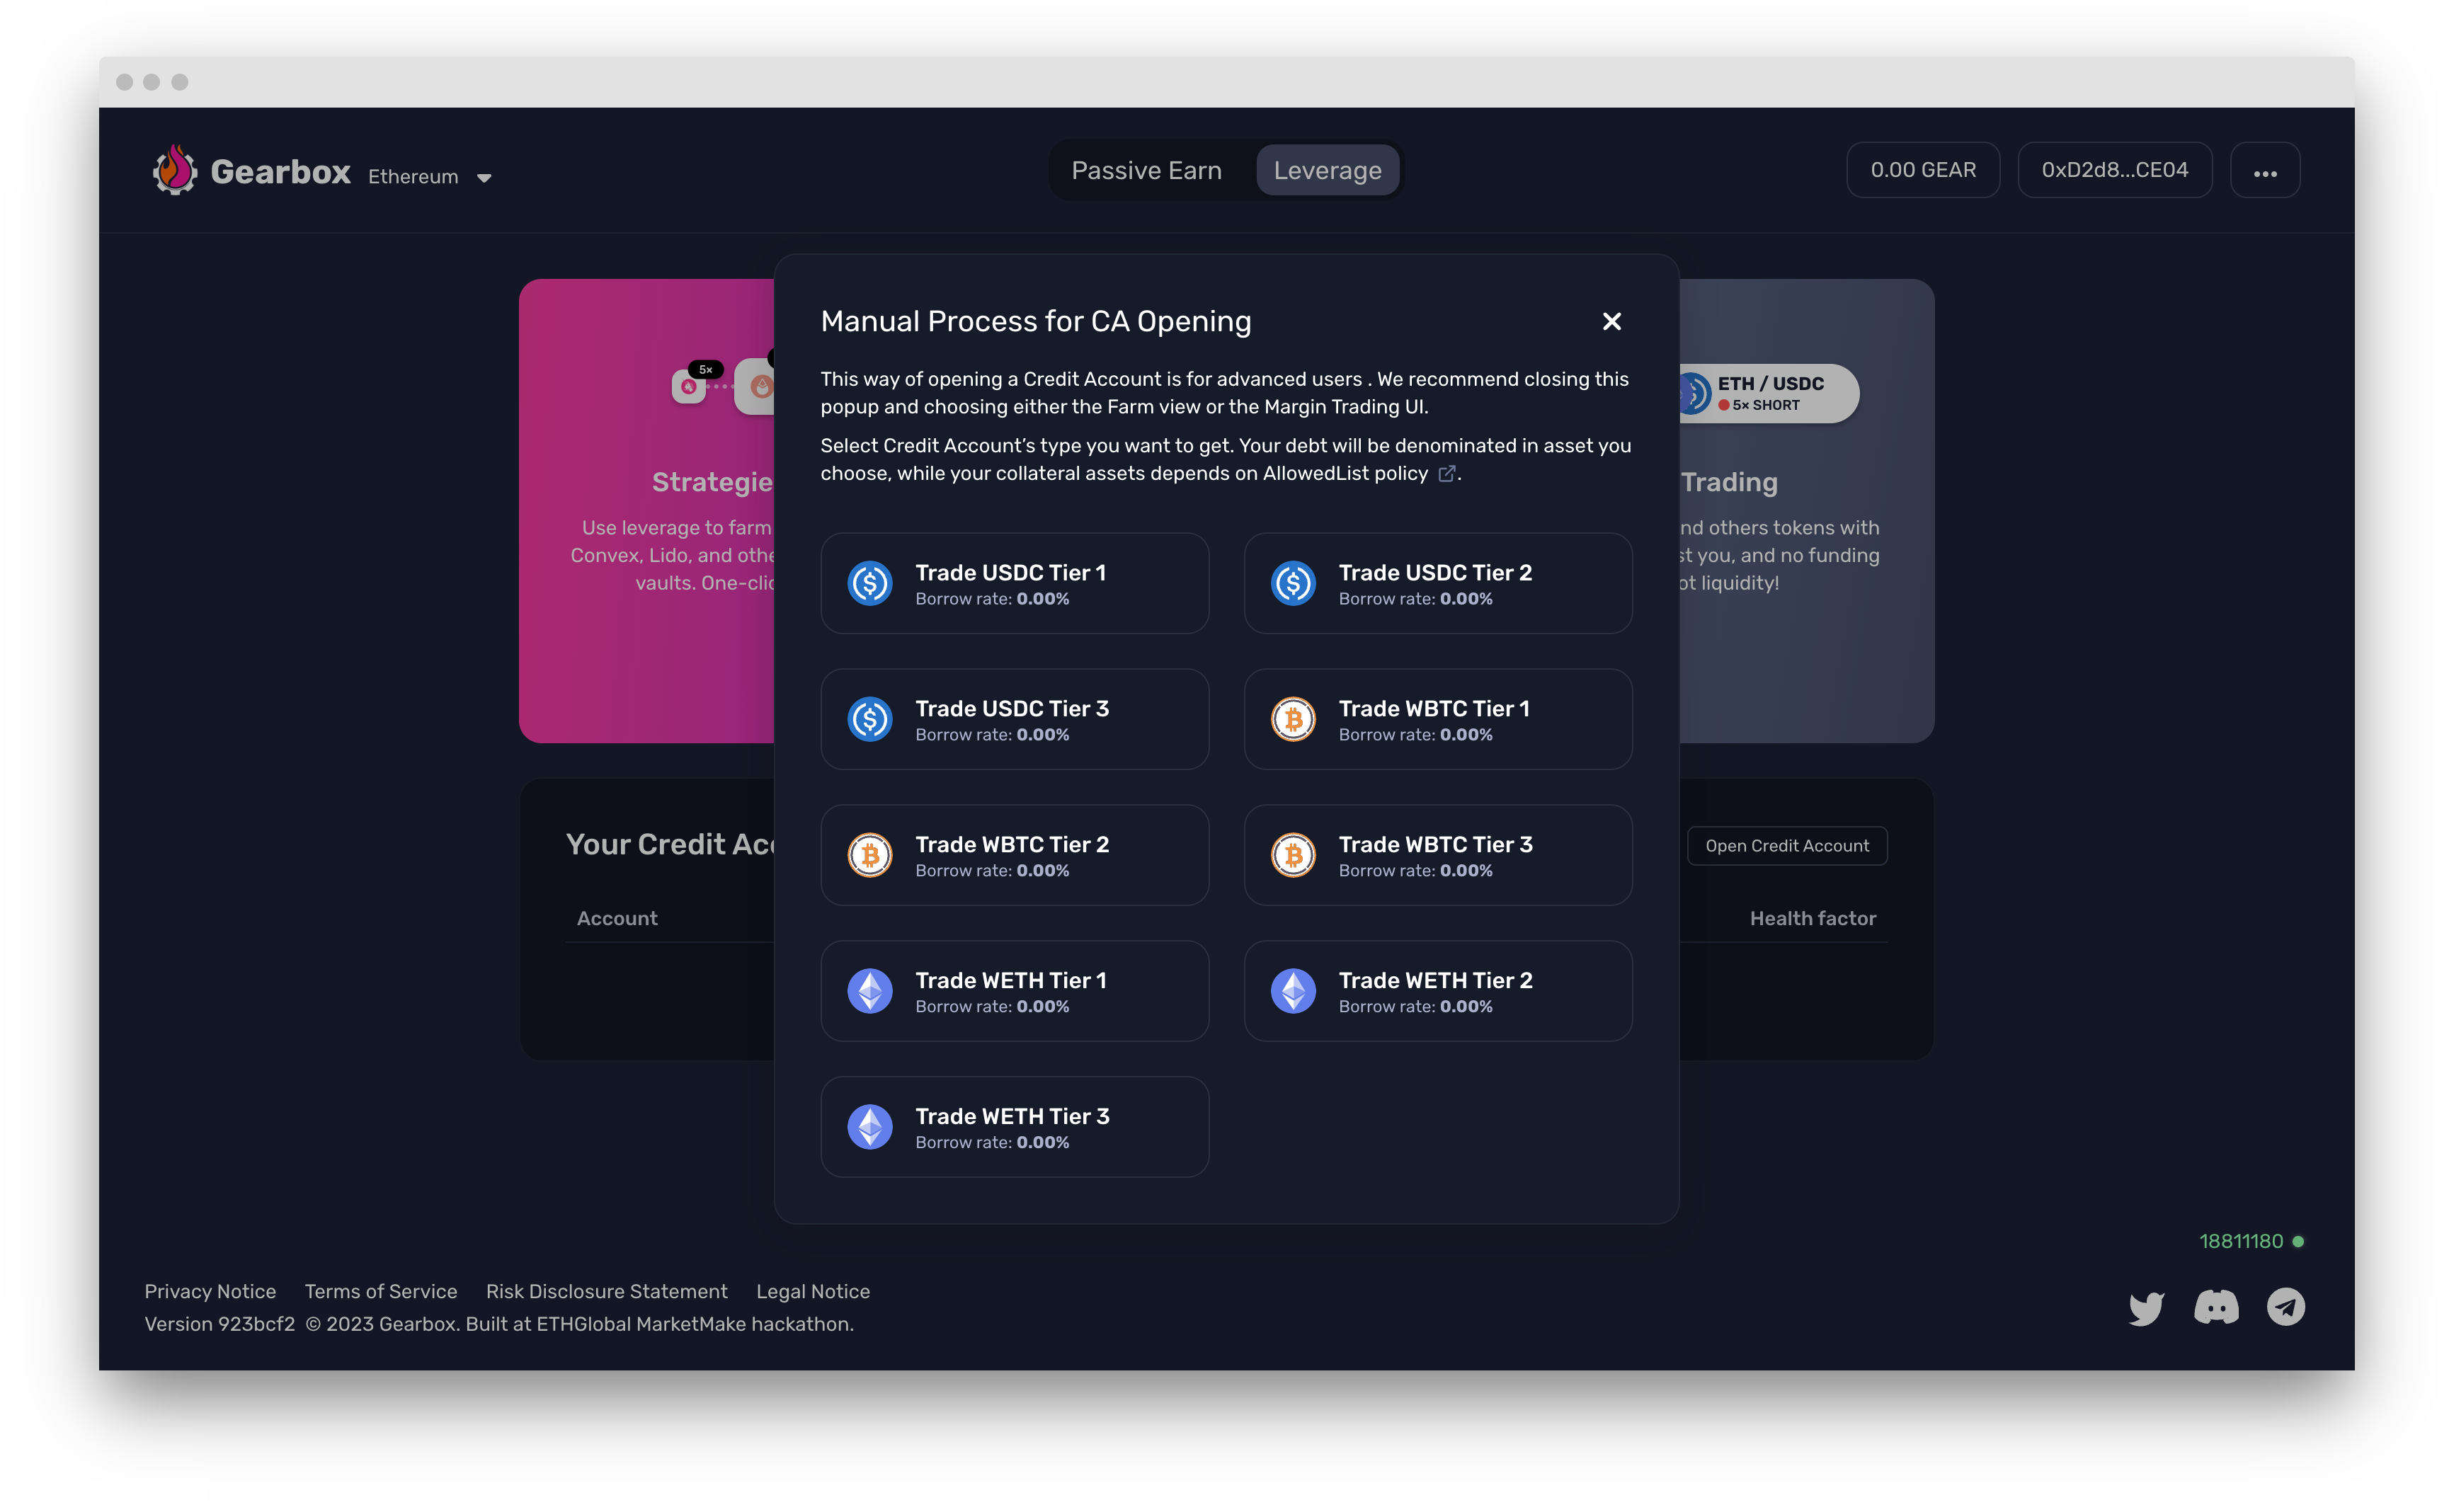 Gearbox Ethereum
Passive Earn Leverage
0.00 GEAR 0xD2d8...CE04 ...
Manual Process for CA Opening
This way of opening a Credit Account is for advanced users . We recommend closing this
popup and choosing either the Farm view or the Margin Trading UI.
Select Credit Account’s type you want to get. Your debt will be denominated in asset you
choose, while your collateral assets depends on AllowedList policy .
Trade USDC Tier 1
Borrow rate: 0.00%
Trade USDC Tier 2
Borrow rate: 0.00%
Trade USDC Tier 3
Borrow rate: 0.00%
Trade WBTC Tier 1
Borrow rate: 0.00%
Trade WBTC Tier 2
Borrow rate: 0.00%
Trade WBTC Tier 3
Borrow rate: 0.00%
Trade WETH Tier 1
Borrow rate: 0.00%
Trade WETH Tier 2
Borrow rate: 0.00%
Trade WETH Tier 3
Borrow rate: 0.00%
5×
Strategie
Use leverage to farm
Convex, Lido, and othe
vaults. One-clic
ETH / USDC
5× SHORT
Trading
nd others tokens with
st you, and no funding
ot liquidity!
Your Credit Acc
Open Credit Account
Account
Health factor
18811180
Privacy Notice Terms of Service Risk Disclosure Statement Legal Notice
Version 923bcf2 © 2023 Gearbox. Built at ETHGlobal MarketMake hackathon.